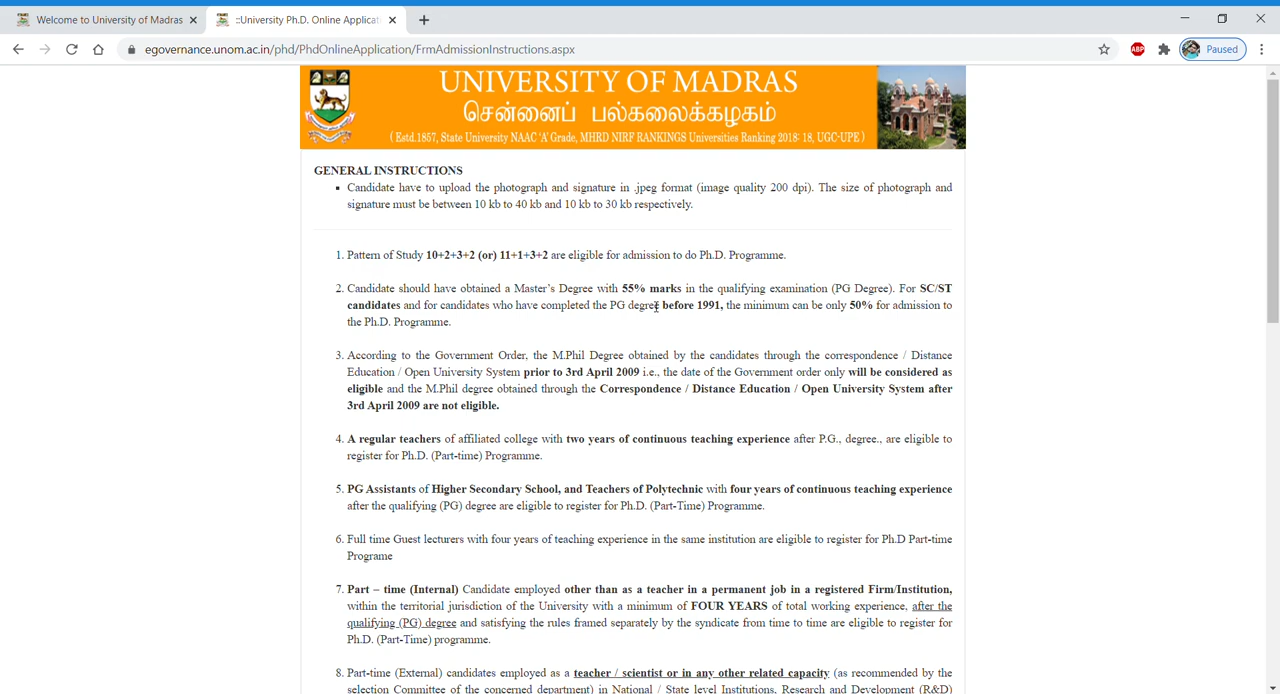 Welcome to University of Madras
::University Ph.D. Online Applicat
egovernance.unom.ac.in/phd/PhdOnlineApplication/FrmAdmissionInstructions.aspx
ABP
Paused
UNIVERSITY OF MADRAS
சென்னைப் பல்கலைக்கழகம்
( Estd.1857, State University NAAC 'A' Grade, MHRD NIRF RANKINGS Universities Ranking 2018: 18, UGC-UPE )
GENERAL INSTRUCTIONS
▪ Candidate have to upload the photograph and signature in .jpeg format (image quality 200 dpi). The size of photograph and
signature must be between 10 kb to 40 kb and 10 kb to 30 kb respectively.
1. Pattern of Study 10+2+3+2 (or) 11+1+3+2 are eligible for admission to do Ph.D. Programme.
2. Candidate should have obtained a Master's Degree with 55% marks in the qualifying examination (PG Degree). For SC/ST
candidates and for candidates who have completed the PG degree before 1991, the minimum can be only 50% for admission to
the Ph.D. Programme.
3. According to the Government Order, the M.Phil Degree obtained by the candidates through the correspondence / Distance
Education / Open University System prior to 3rd April 2009 i.e., the date of the Government order only will be considered as
eligible and the M.Phil degree obtained through the Correspondence / Distance Education / Open University System after
3rd April 2009 are not eligible.
4. A regular teachers of affiliated college with two years of continuous teaching experience after P.G., degree., are eligible to
register for Ph.D. (Part-time) Programme.
5. PG Assistants of Higher Secondary School, and Teachers of Polytechnic with four years of continuous teaching experience
after the qualifying (PG) degree are eligible to register for Ph.D. (Part-Time) Programme.
6. Full time Guest lecturers with four years of teaching experience in the same institution are eligible to register for Ph.D Part-time
Programe
7. Part – time (Internal) Candidate employed other than as a teacher in a permanent job in a registered Firm/Institution,
within the territorial jurisdiction of the University with a minimum of FOUR YEARS of total working experience, after the
qualifying (PG) degree and satisfying the rules framed separately by the syndicate from time to time are eligible to register for
Ph.D. (Part-Time) programme.
8. Part-time (External) candidates employed as a teacher / scientist or in any other related capacity (as recommended by the
selection Committee of the concerned department) in National / State level Institutions, Research and Development (R&D)